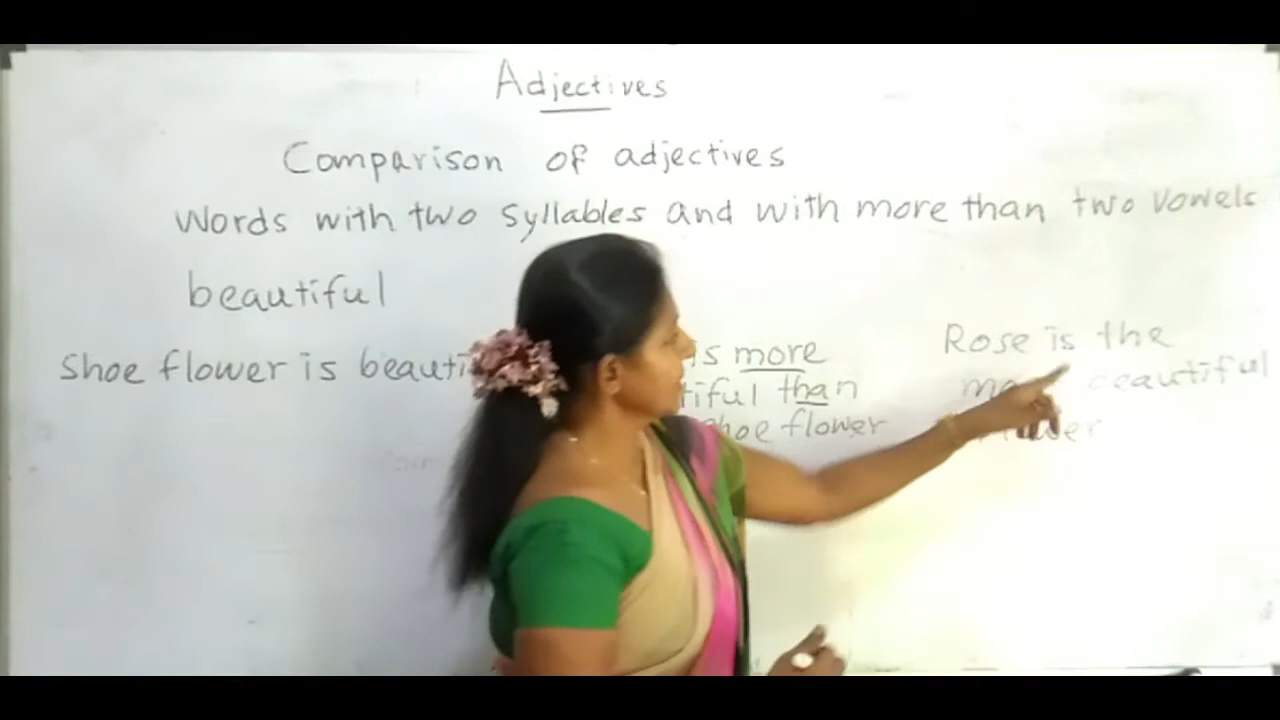 Adjectives
Comparison of adjectives
Words with two syllables and with more than two vowels
beautiful
Shoe flower is
is more
than
shoe flower
Rose is the
beautiful